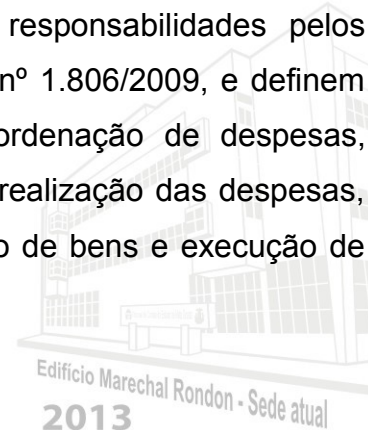 responsabilidades pelos
nº 1.806/2009, e definem
ordenação de despesas,
realização das despesas,
o de bens e execução de
Edifício Marechal Rondon - Sede atual
2013